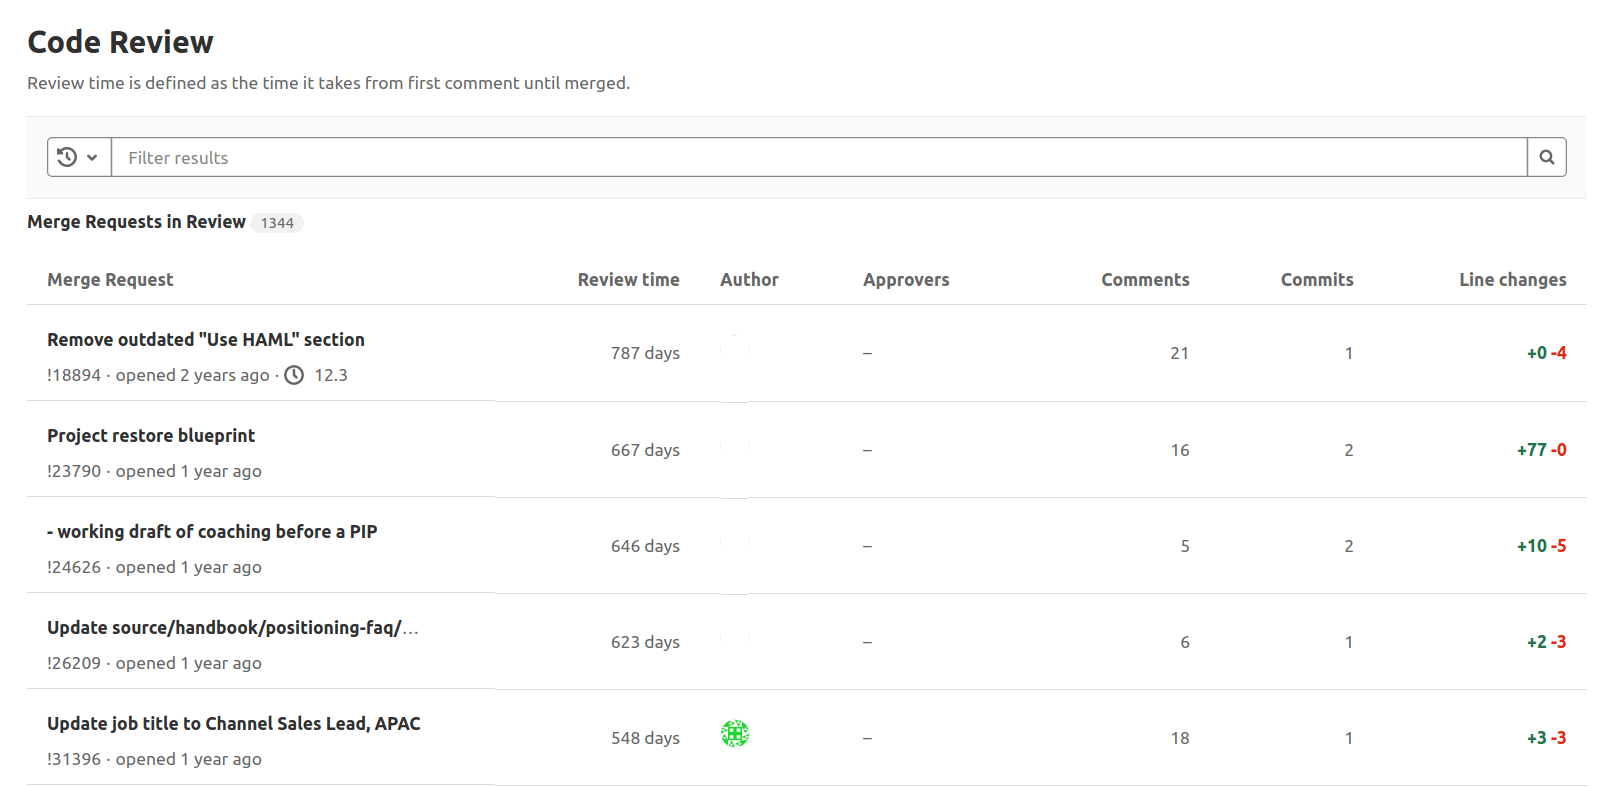 Code Review
Review time is defined as the time it takes from first comment until merged.
Filter results
Merge Requests in Review 1344
Merge Request Review time Author Approvers Comments Commits Line changes
Remove outdated "Use HAML" section
!18894 · opened 2 years ago · 12.3
787 days – 21 1 +0 -4
Project restore blueprint
!23790 · opened 1 year ago
667 days – 16 2 +77 -0
- working draft of coaching before a PIP
!24626 · opened 1 year ago
646 days – 5 2 +10 -5
Update source/handbook/positioning-faq/…
!26209 · opened 1 year ago
623 days – 6 1 +2 -3
Update job title to Channel Sales Lead, APAC
!31396 · opened 1 year ago
548 days – 18 1 +3 -3